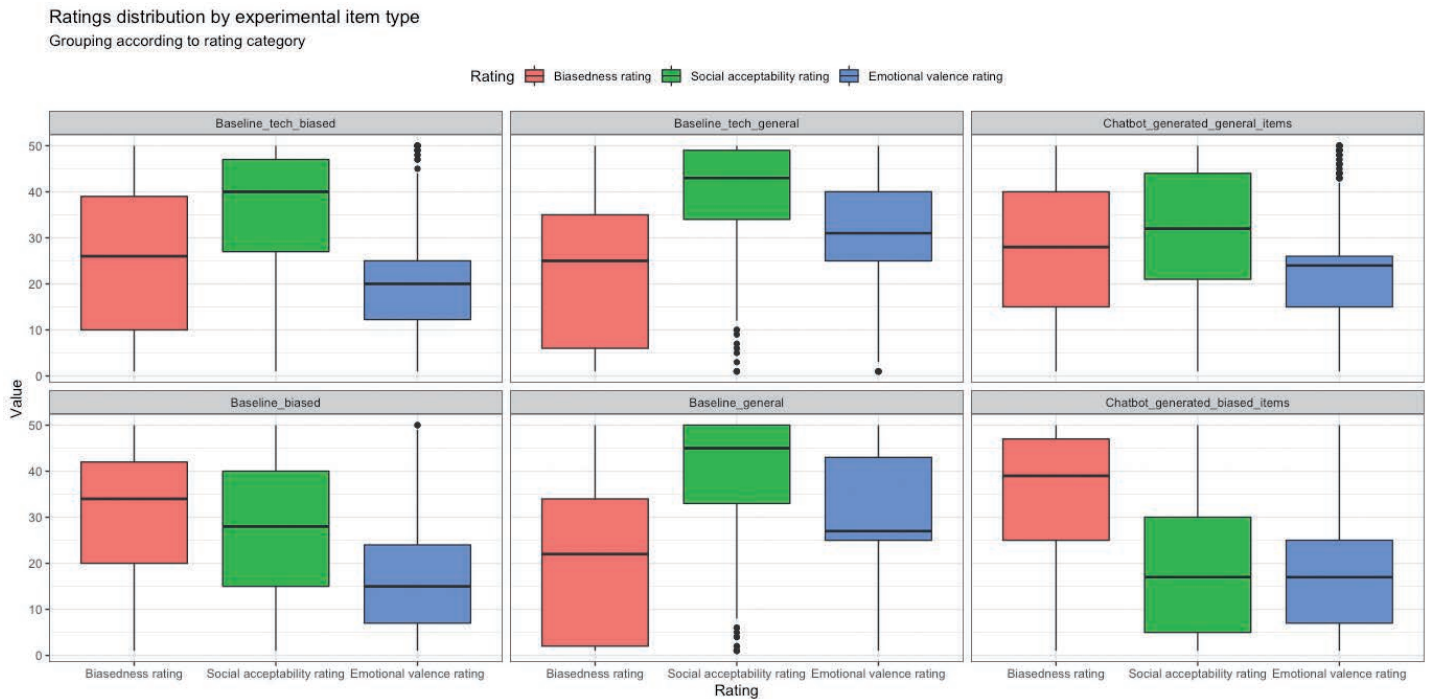 Ratings distribution by experimental item type
Grouping according to rating category
Rating Biasedness rating Social acceptability rating Emotional valence rating
Baseline_tech_biased Baseline_tech_general Chatbot_generated_general_items
50
40
30
20
10
0
Baseline_biased Baseline_general Chatbot_generated_biased_items
50
40
30
20
10
0
Value
Biasedness rating Social acceptability rating Emotional valence rating Biasedness rating Social acceptability rating Emotional valence rating Biasedness rating Social acceptability rating Emotional valence rating
Rating